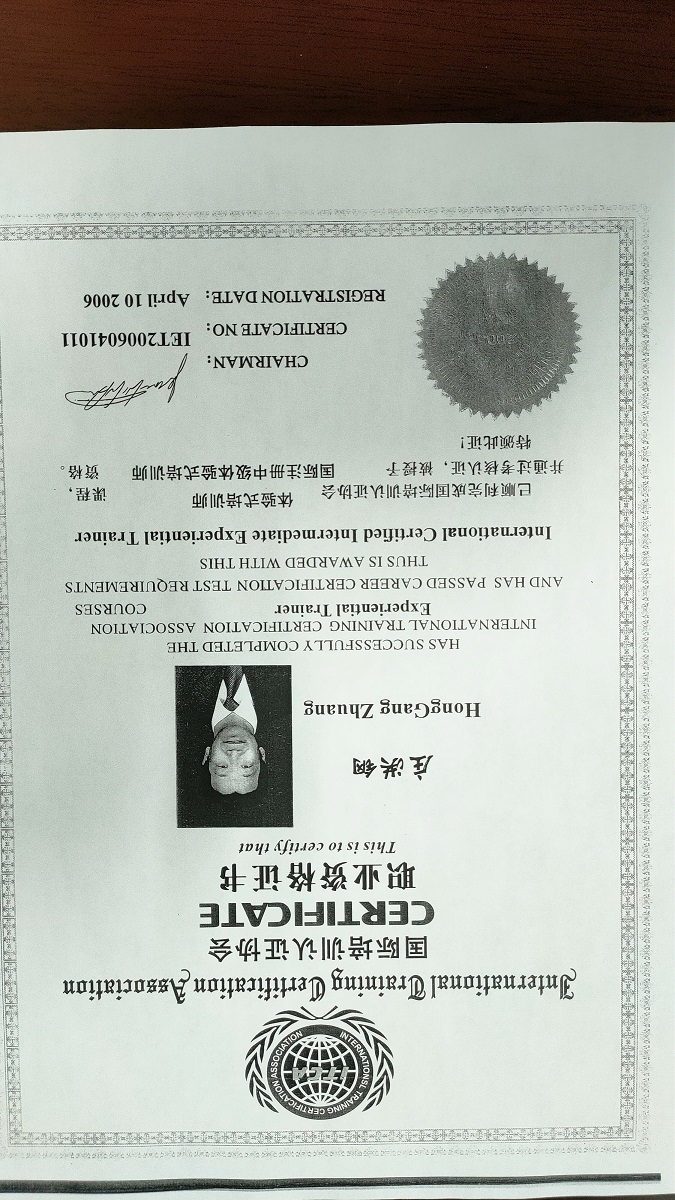 INTERNATIONAL TRAINING CERTIFICATION ASSOCIATION
ITCA
International Training Certification Association
国际培训认证协会
CERTIFICATE
职业资格证书
This is to certify that
庄洪钢
HongGang Zhuang
HAS SUCCESSFULLY COMPLETED THE
INTERNATIONAL TRAINING CERTIFICATION ASSOCIATION
Experiential Trainer COURSES
AND HAS PASSED CAREER CERTIFICATION TEST REQUIREMENTS
THUS IS AWARDED WITH THIS
International Certified Intermediate Experiential Trainer
已顺利完成国际培训认证协会 体验式培训师 课程，
并通过考核认证，被授予 国际注册中级体验式培训师 资格。
特颁此证！
CHAIRMAN:
CERTIFICATE NO: IET2006041011
REGISTRATION DATE: April 10 2006